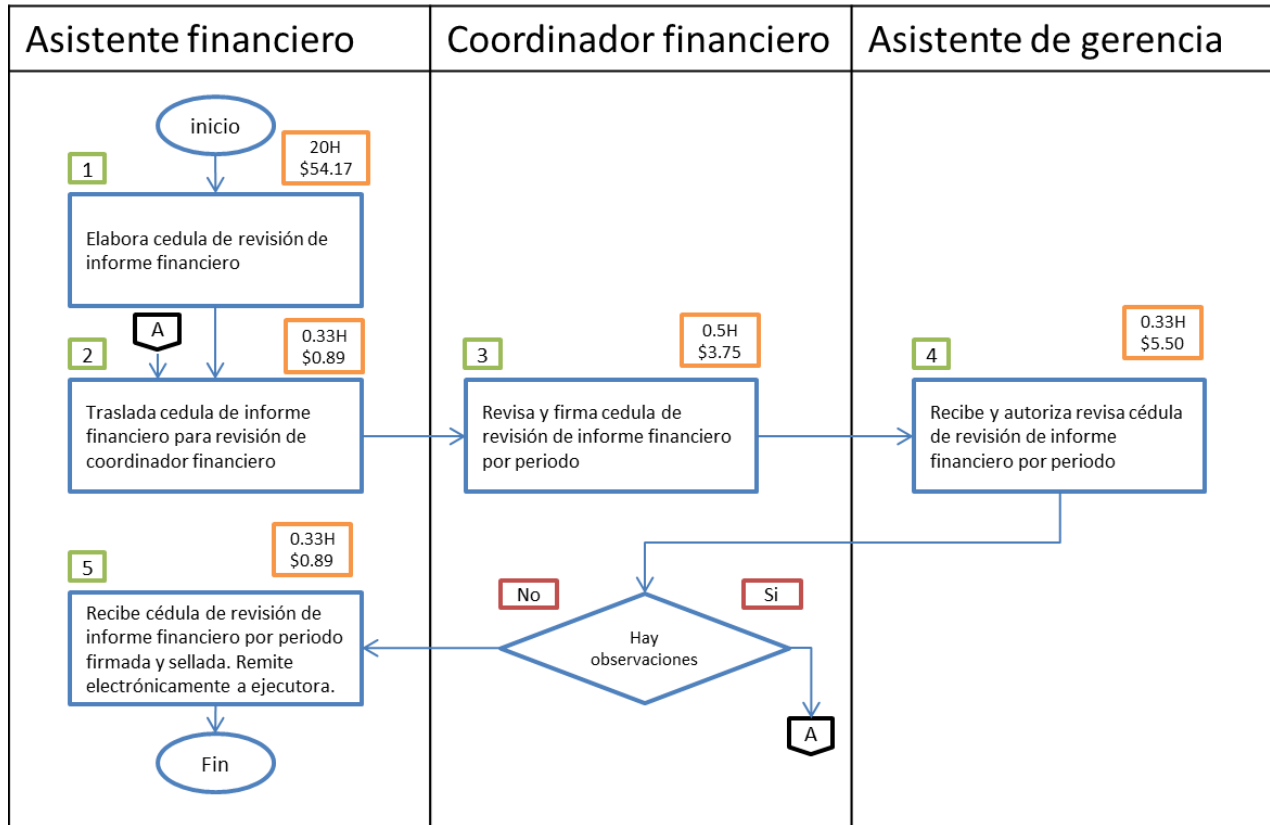 Asistente financiero
Coordinador financiero
Asistente de gerencia
inicio
20H
$54.17
1
Elabora cedula de revisión de
informe financiero
A
0.33H
$0.89
2
Traslada cedula de informe
financiero para revisión de
coordinador financiero
0.5H
$3.75
3
Revisa y firma cedula de
revisión de informe financiero
por periodo
0.33H
$5.50
4
Recibe y autoriza revisa cédula
de revisión de informe
financiero por periodo
0.33H
$0.89
5
Recibe cédula de revisión de
informe financiero por periodo
firmada y sellada. Remite
electrónicamente a ejecutora.
No
Si
Hay
observaciones
A
Fin